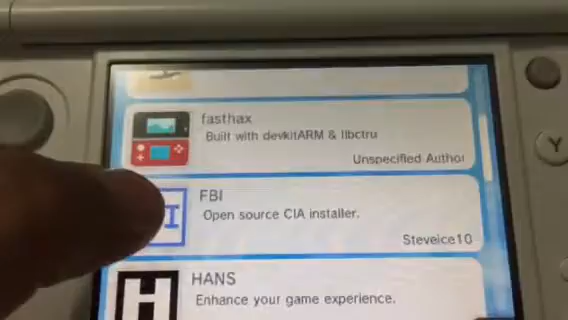 fasthax
Built with devkitARM & libctru
Unspecified Author
FBI
Open source CIA installer.
Steveice10
HANS
Enhance your game experience.
H
Y